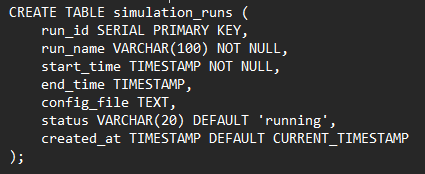 CREATE TABLE simulation_runs (
    run_id SERIAL PRIMARY KEY,
    run_name VARCHAR(100) NOT NULL,
    start_time TIMESTAMP NOT NULL,
    end_time TIMESTAMP,
    config_file TEXT,
    status VARCHAR(20) DEFAULT 'running',
    created_at TIMESTAMP DEFAULT CURRENT_TIMESTAMP
);